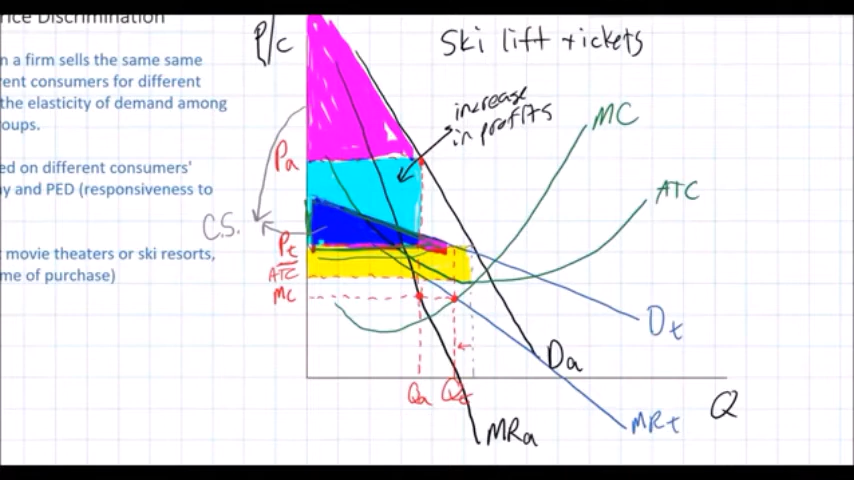 rice Discrimination
n a firm sells the same same
rent consumers for different
the elasticity of demand among
oups.
ed on different consumers'
y and PED (responsiveness to
movie theaters or ski resorts,
me of purchase)
P/c
Ski lift tickets
increase
in profits
MC
ATC
Pa
C.S.
Pt
ATC
MC
Dt
Da
Qa
Qt
Q
MRt
MRa